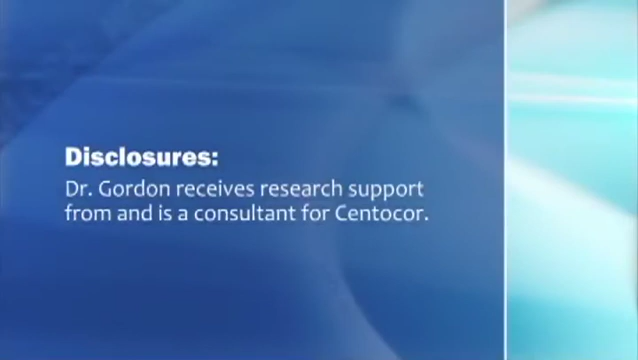 Disclosures:
Dr. Gordon receives research support
from and is a consultant for Centocor.